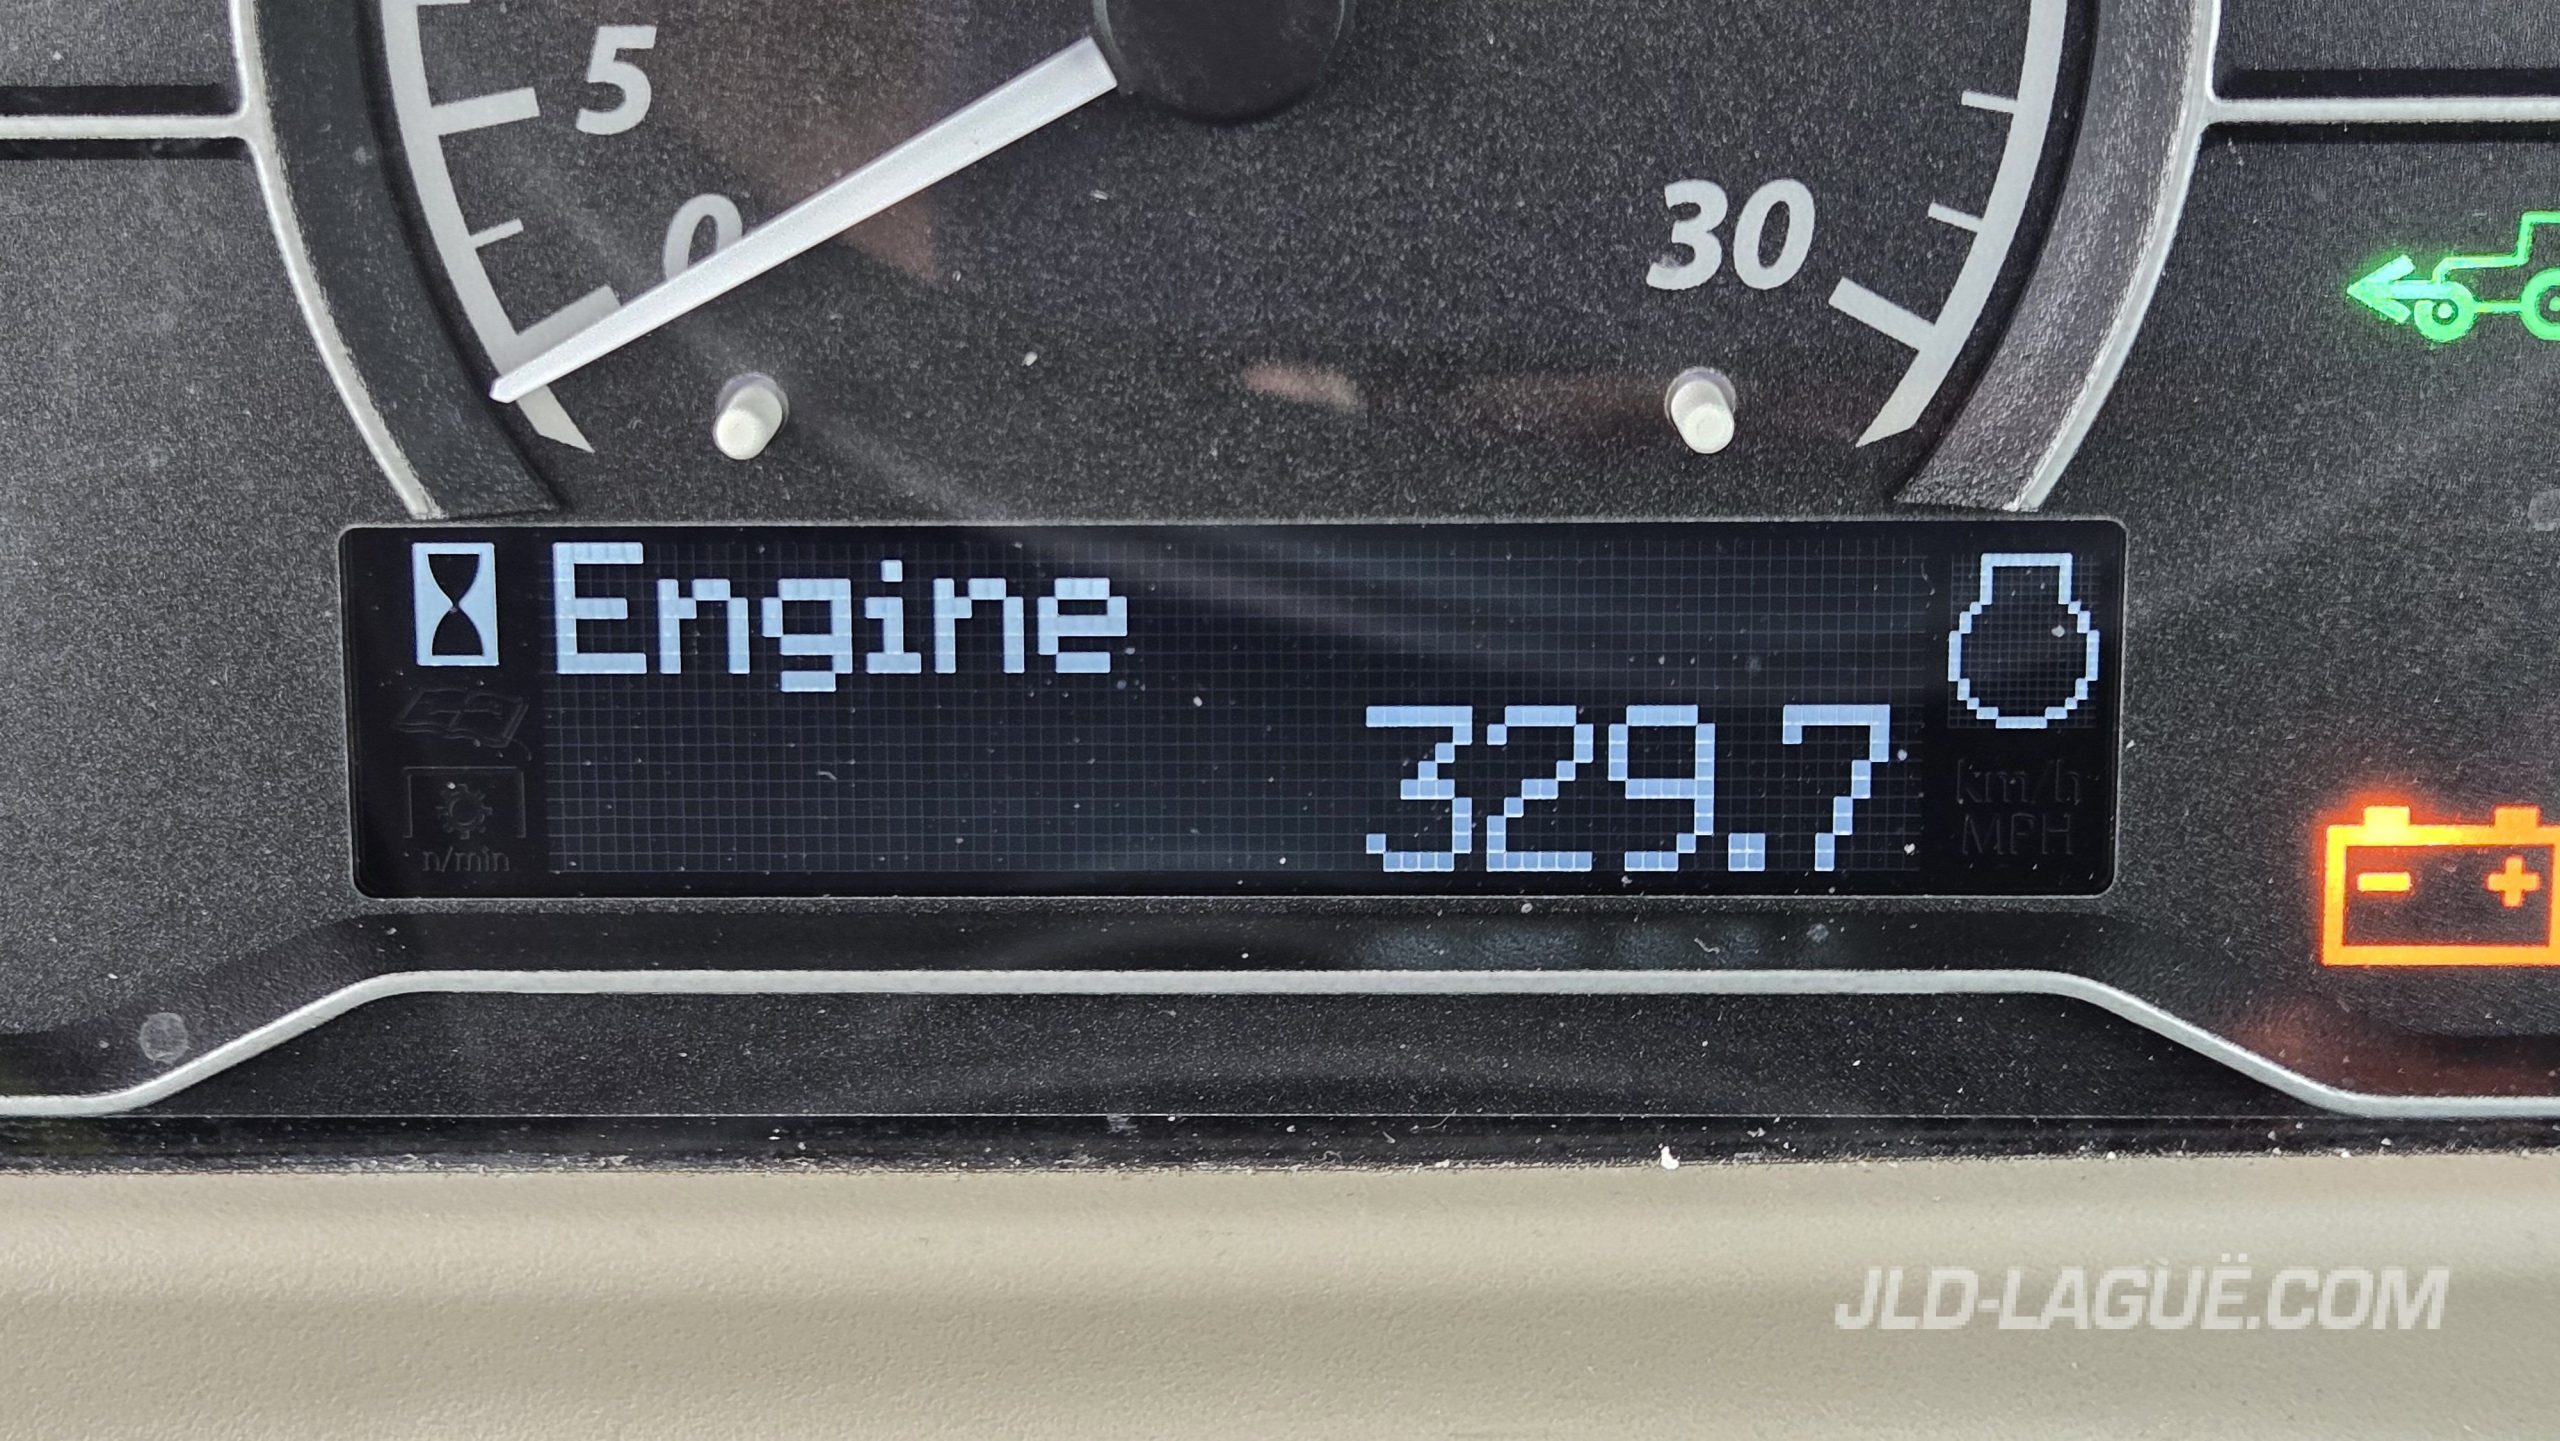 5
0
30
Engine
329.7
n/min
km/h
MPH
JLD-LAGUË.COM